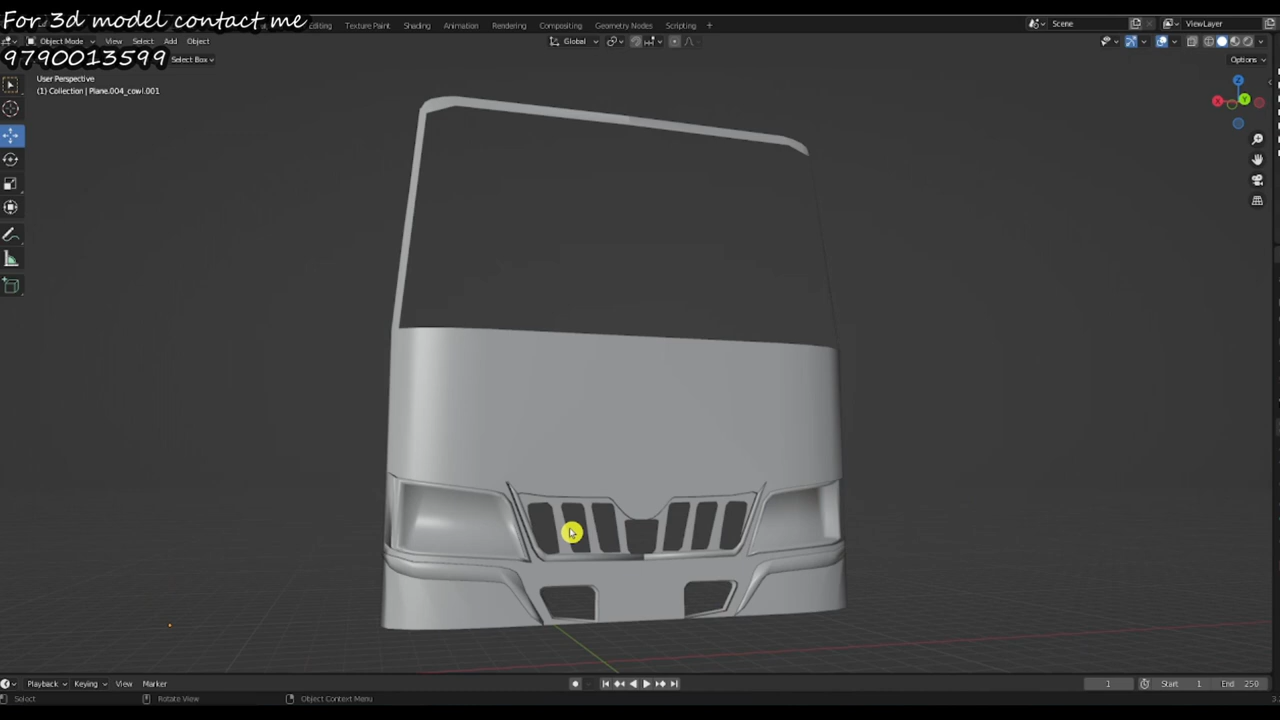 For 3d model contact me
9790013599
Texture Paint Shading Animation Rendering Compositing Geometry Nodes Scripting +
Scene ViewLayer
Object Mode View Select Add Object Global
Select Box Options
User Perspective
(1) Collection | Plane.004_cowl.001
Z
X Y
Playback Keying View Marker 1 Start 1 End 250
Select Rotate View Object Context Menu